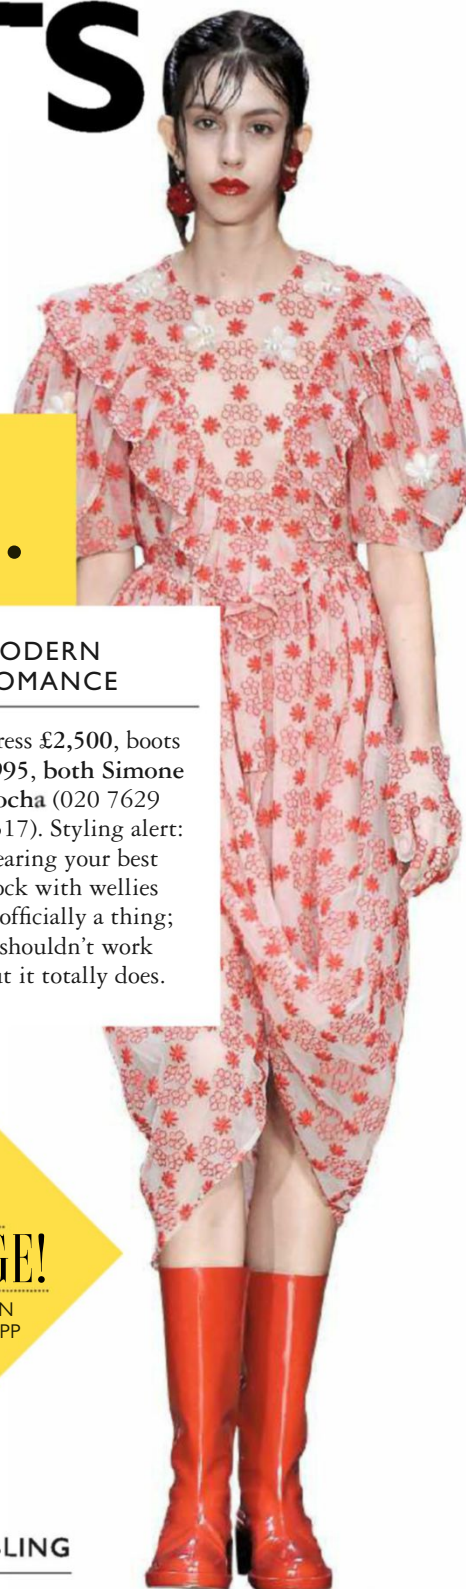 TS
.
ODERN
OMANCE
ress £2,500, boots
995, both Simone
ocha (020 7629
317). Styling alert:
earing your best
ock with wellies
officially a thing;
shouldn't work
ut it totally does.
GE!
N
PP
LING